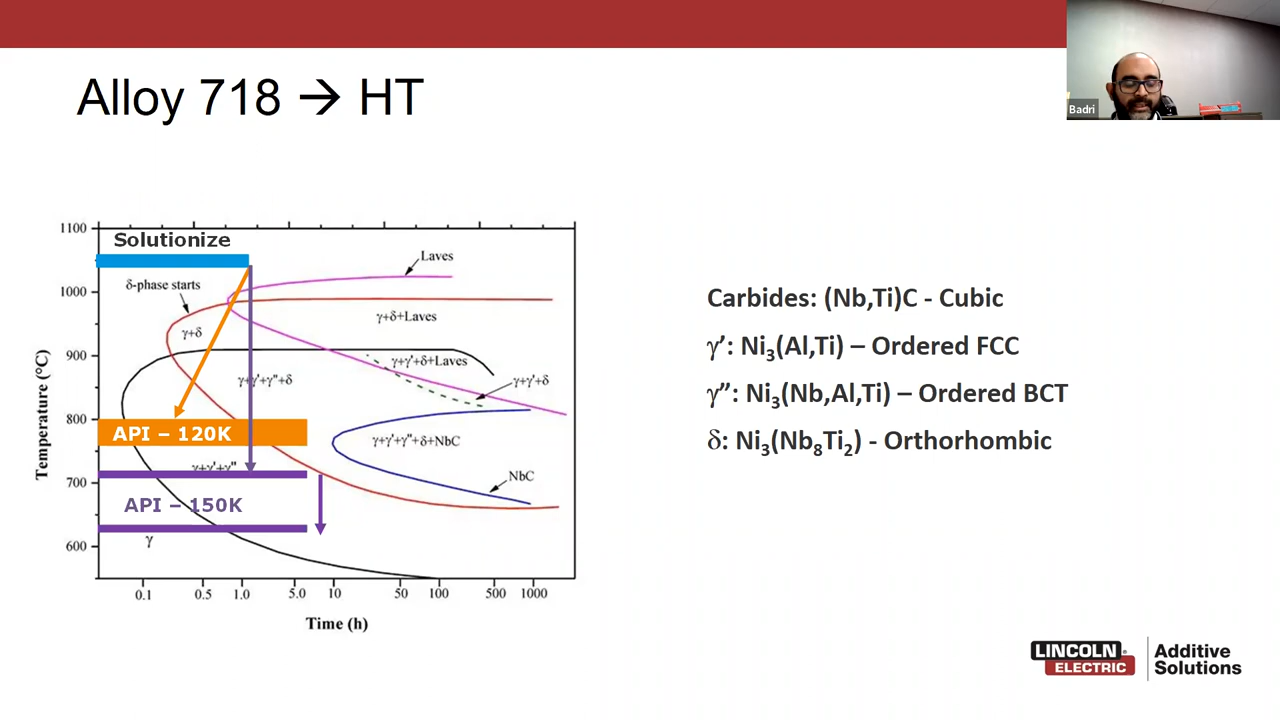 Alloy 718 → HT
Badri
1100
1000
900
800
700
600
Temperature (°C)
Solutionize
Laves
δ-phase starts
γ+δ
γ+δ+Laves
γ+γ'+δ+Laves
γ+γ'+γ''+δ
γ+γ'+δ
API – 120K
γ+γ'+γ''+δ+NbC
γ+γ'+γ''
NbC
API – 150K
γ
0.1 0.5 1.0 5.0 10 50 100 500 1000
Time (h)
Carbides: (Nb,Ti)C - Cubic
γ’: Ni3(Al,Ti) – Ordered FCC
γ”: Ni3(Nb,Al,Ti) – Ordered BCT
δ: Ni3(Nb8Ti2) - Orthorhombic
LINCOLN
ELECTRIC
Additive
Solutions